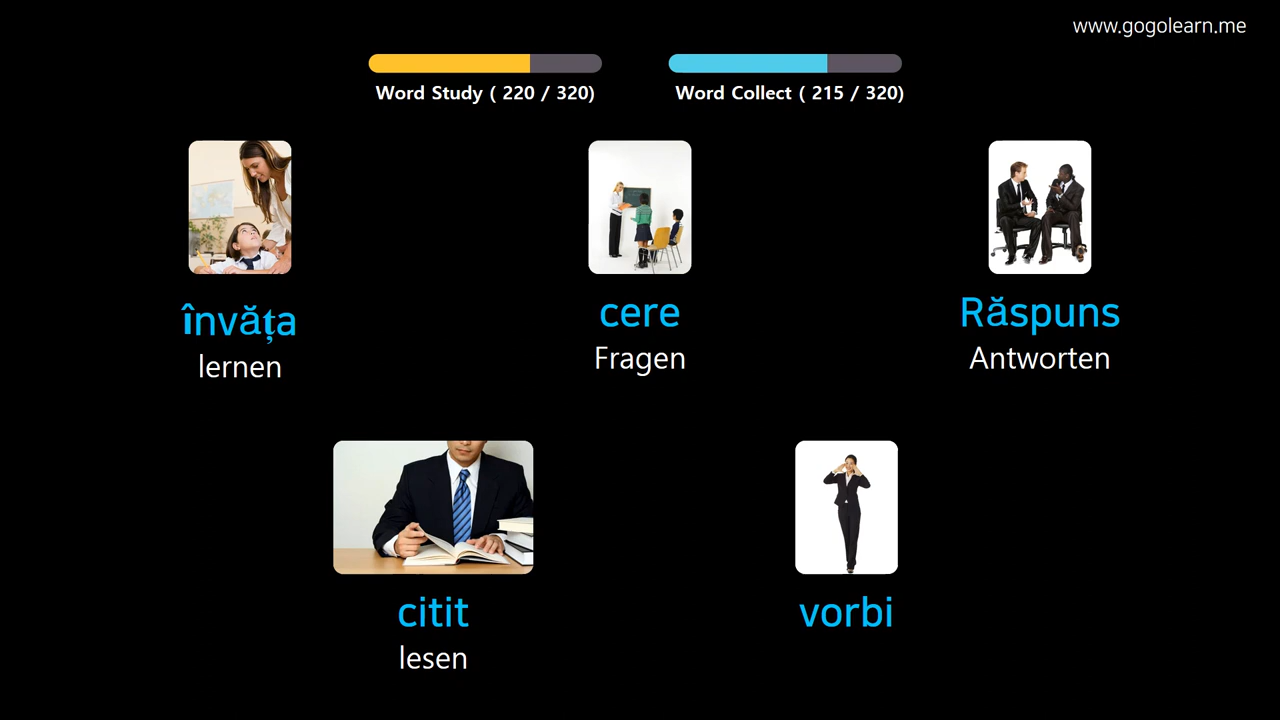 www.gogolearn.me
Word Study ( 220 / 320)
Word Collect ( 215 / 320)
învăța
lernen
cere
Fragen
Răspuns
Antworten
citit
lesen
vorbi